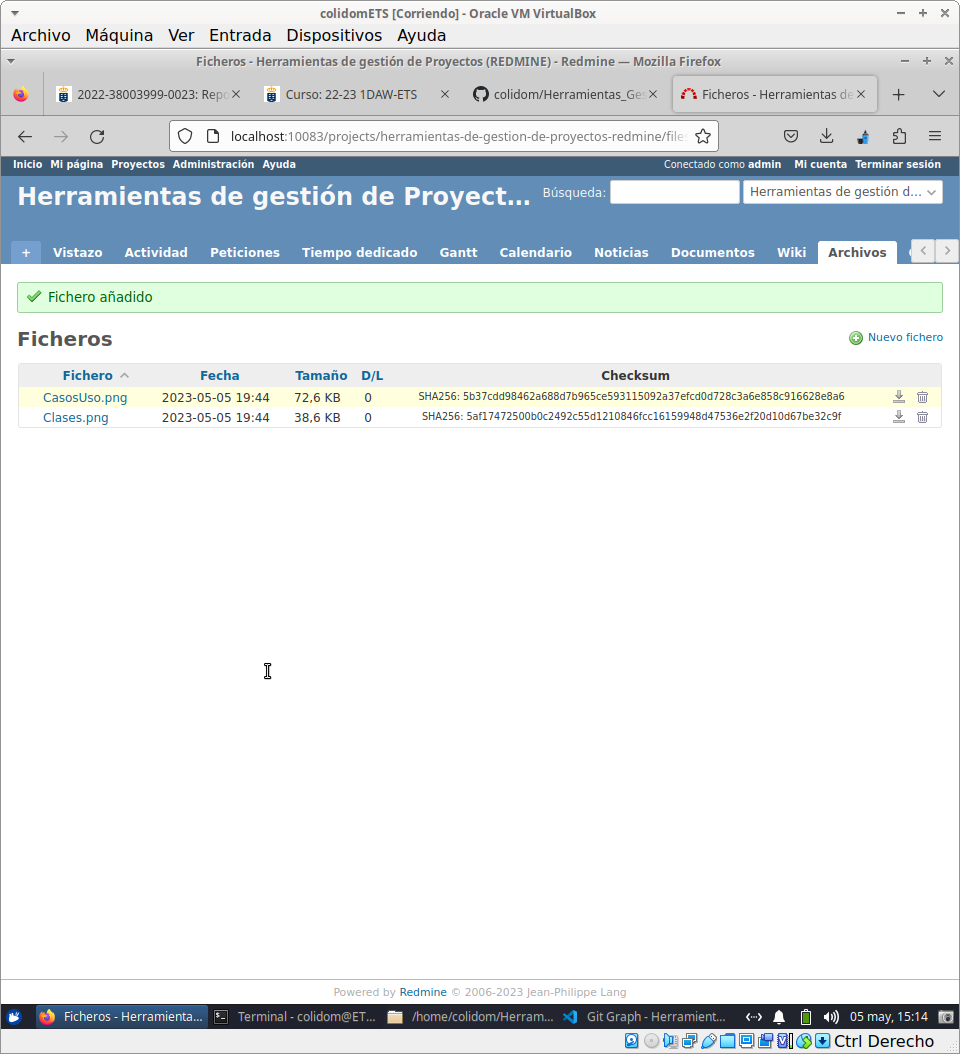 colidomETS [Corriendo] - Oracle VM VirtualBox
Archivo Máquina Ver Entrada Dispositivos Ayuda
Ficheros - Herramientas de gestión de Proyectos (REDMINE) - Redmine — Mozilla Firefox
2022-38003999-0023: Repo Curso: 22-23 1DAW-ETS colidom/Herramientas_Ges Ficheros - Herramientas de
localhost:10083/projects/herramientas-de-gestion-de-proyectos-redmine/files
Inicio Mi página Proyectos Administración Ayuda Conectado como admin Mi cuenta Terminar sesión
Herramientas de gestión de Proyect... Búsqueda: Herramientas de gestión d...
+ Vistazo Actividad Peticiones Tiempo dedicado Gantt Calendario Noticias Documentos Wiki Archivos
Fichero añadido
Ficheros Nuevo fichero
Fichero Fecha Tamaño D/L Checksum
CasosUso.png 2023-05-05 19:44 72,6 KB 0 SHA256: 5b37cdd98462a688d7b965ce593115092a37efcd0d728c3a6e858c916628e8a6
Clases.png 2023-05-05 19:44 38,6 KB 0 SHA256: 5af17472500b0c2492c55d1210846fcc16159948d47536e2f20d10d67be32c9f
Powered by Redmine © 2006-2023 Jean-Philippe Lang
Ficheros - Herramienta... Terminal - colidom@ET... /home/colidom/Herram... Git Graph - Herramient... 05 may, 15:14
Ctrl Derecho